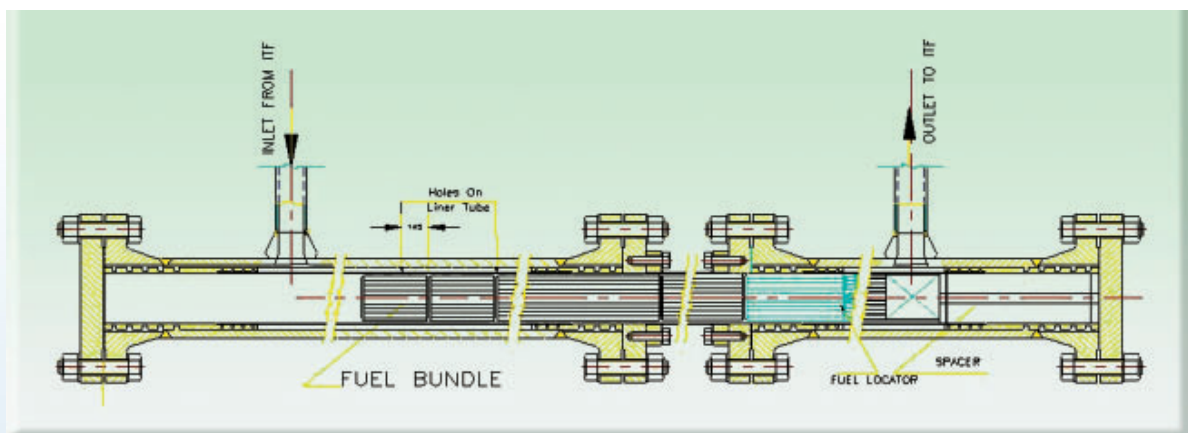 INLET FROM ITF
OUTLET TO ITF
Holes On
Liner Tube
FUEL BUNDLE
SPACER
FUEL LOCATOR